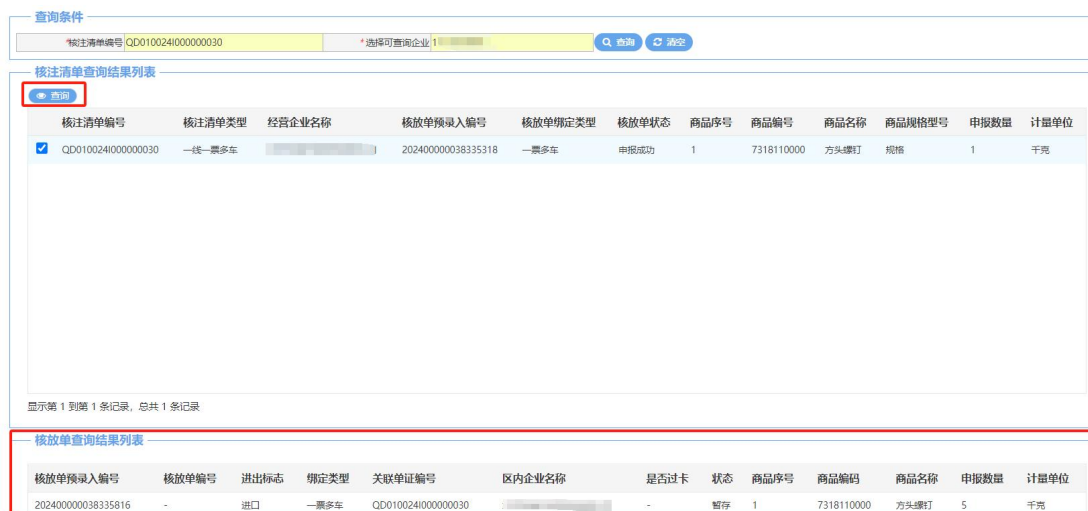 查询条件
*核注清单编号 QD010024I000000030 *选择可查询企业 1 查询 清空
核注清单查询结果列表
查询
核注清单编号 核注清单类型 经营企业名称 核放单预录入编号 核放单绑定类型 核放单状态 商品序号 商品编号 商品名称 商品规格型号 申报数量 计量单位
QD010024I000000030 一线一票多车 202400000038335318 一票多车 申报成功 1 7318110000 方头螺钉 规格 1 千克
显示第 1 到第 1 条记录，总共 1 条记录
核放单查询结果列表
核放单预录入编号 核放单编号 进出标志 绑定类型 关联单证编号 区内企业名称 是否过卡 状态 商品序号 商品编码 商品名称 申报数量 计量单位
202400000038335816 - 进口 一票多车 QD010024I000000030 - 暂存 1 7318110000 方头螺钉 5 千克